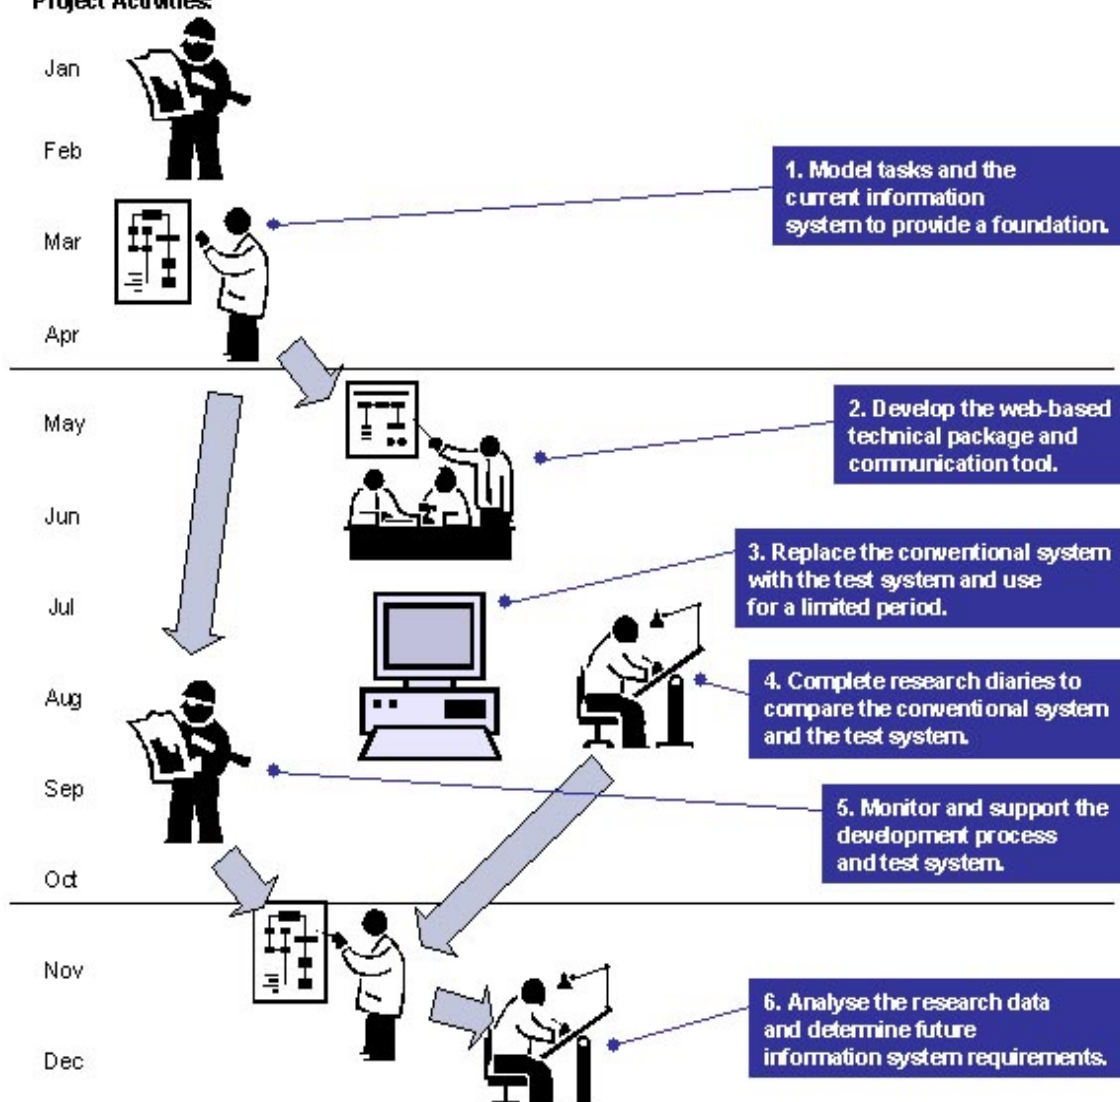 Project Activities:
Jan
Feb
1. Model tasks and the
current information
system to provide a foundation.
Mar
Apr
May
2. Develop the web-based
technical package and
communication tool.
Jun
3. Replace the conventional system
with the test system and use
for a limited period.
Jul
4. Complete research diaries to
compare the conventional system
and the test system.
Aug
Sep
5. Monitor and support the
development process
and test system.
Oct
Nov
6. Analyse the research data
and determine future
information system requirements.
Dec